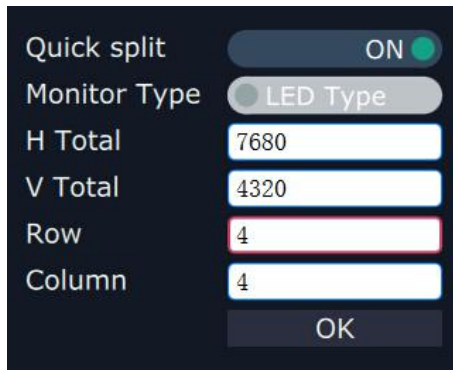 Quick split ON
Monitor Type LED Type
H Total 7680
V Total 4320
Row 4
Column 4
OK